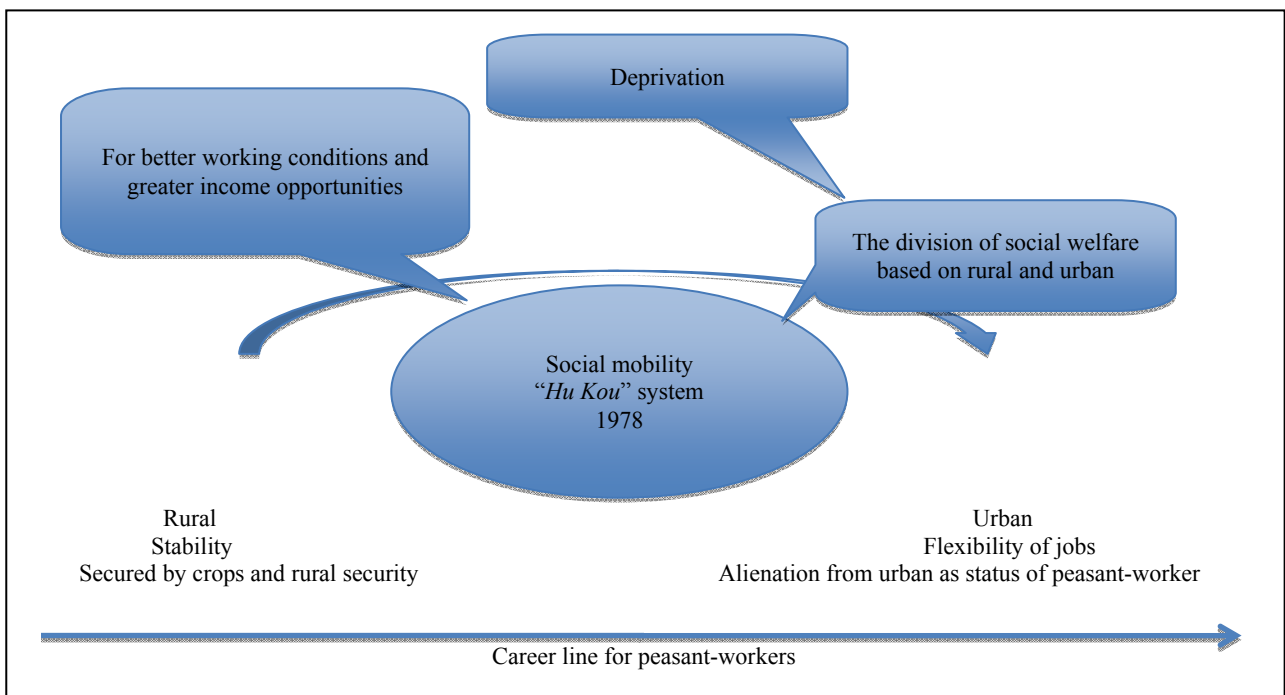 Deprivation
For better working conditions and
greater income opportunities
The division of social welfare
based on rural and urban
Social mobility
“Hu Kou” system
1978
Rural
Stability
Secured by crops and rural security
Urban
Flexibility of jobs
Alienation from urban as status of peasant-worker
Career line for peasant-workers